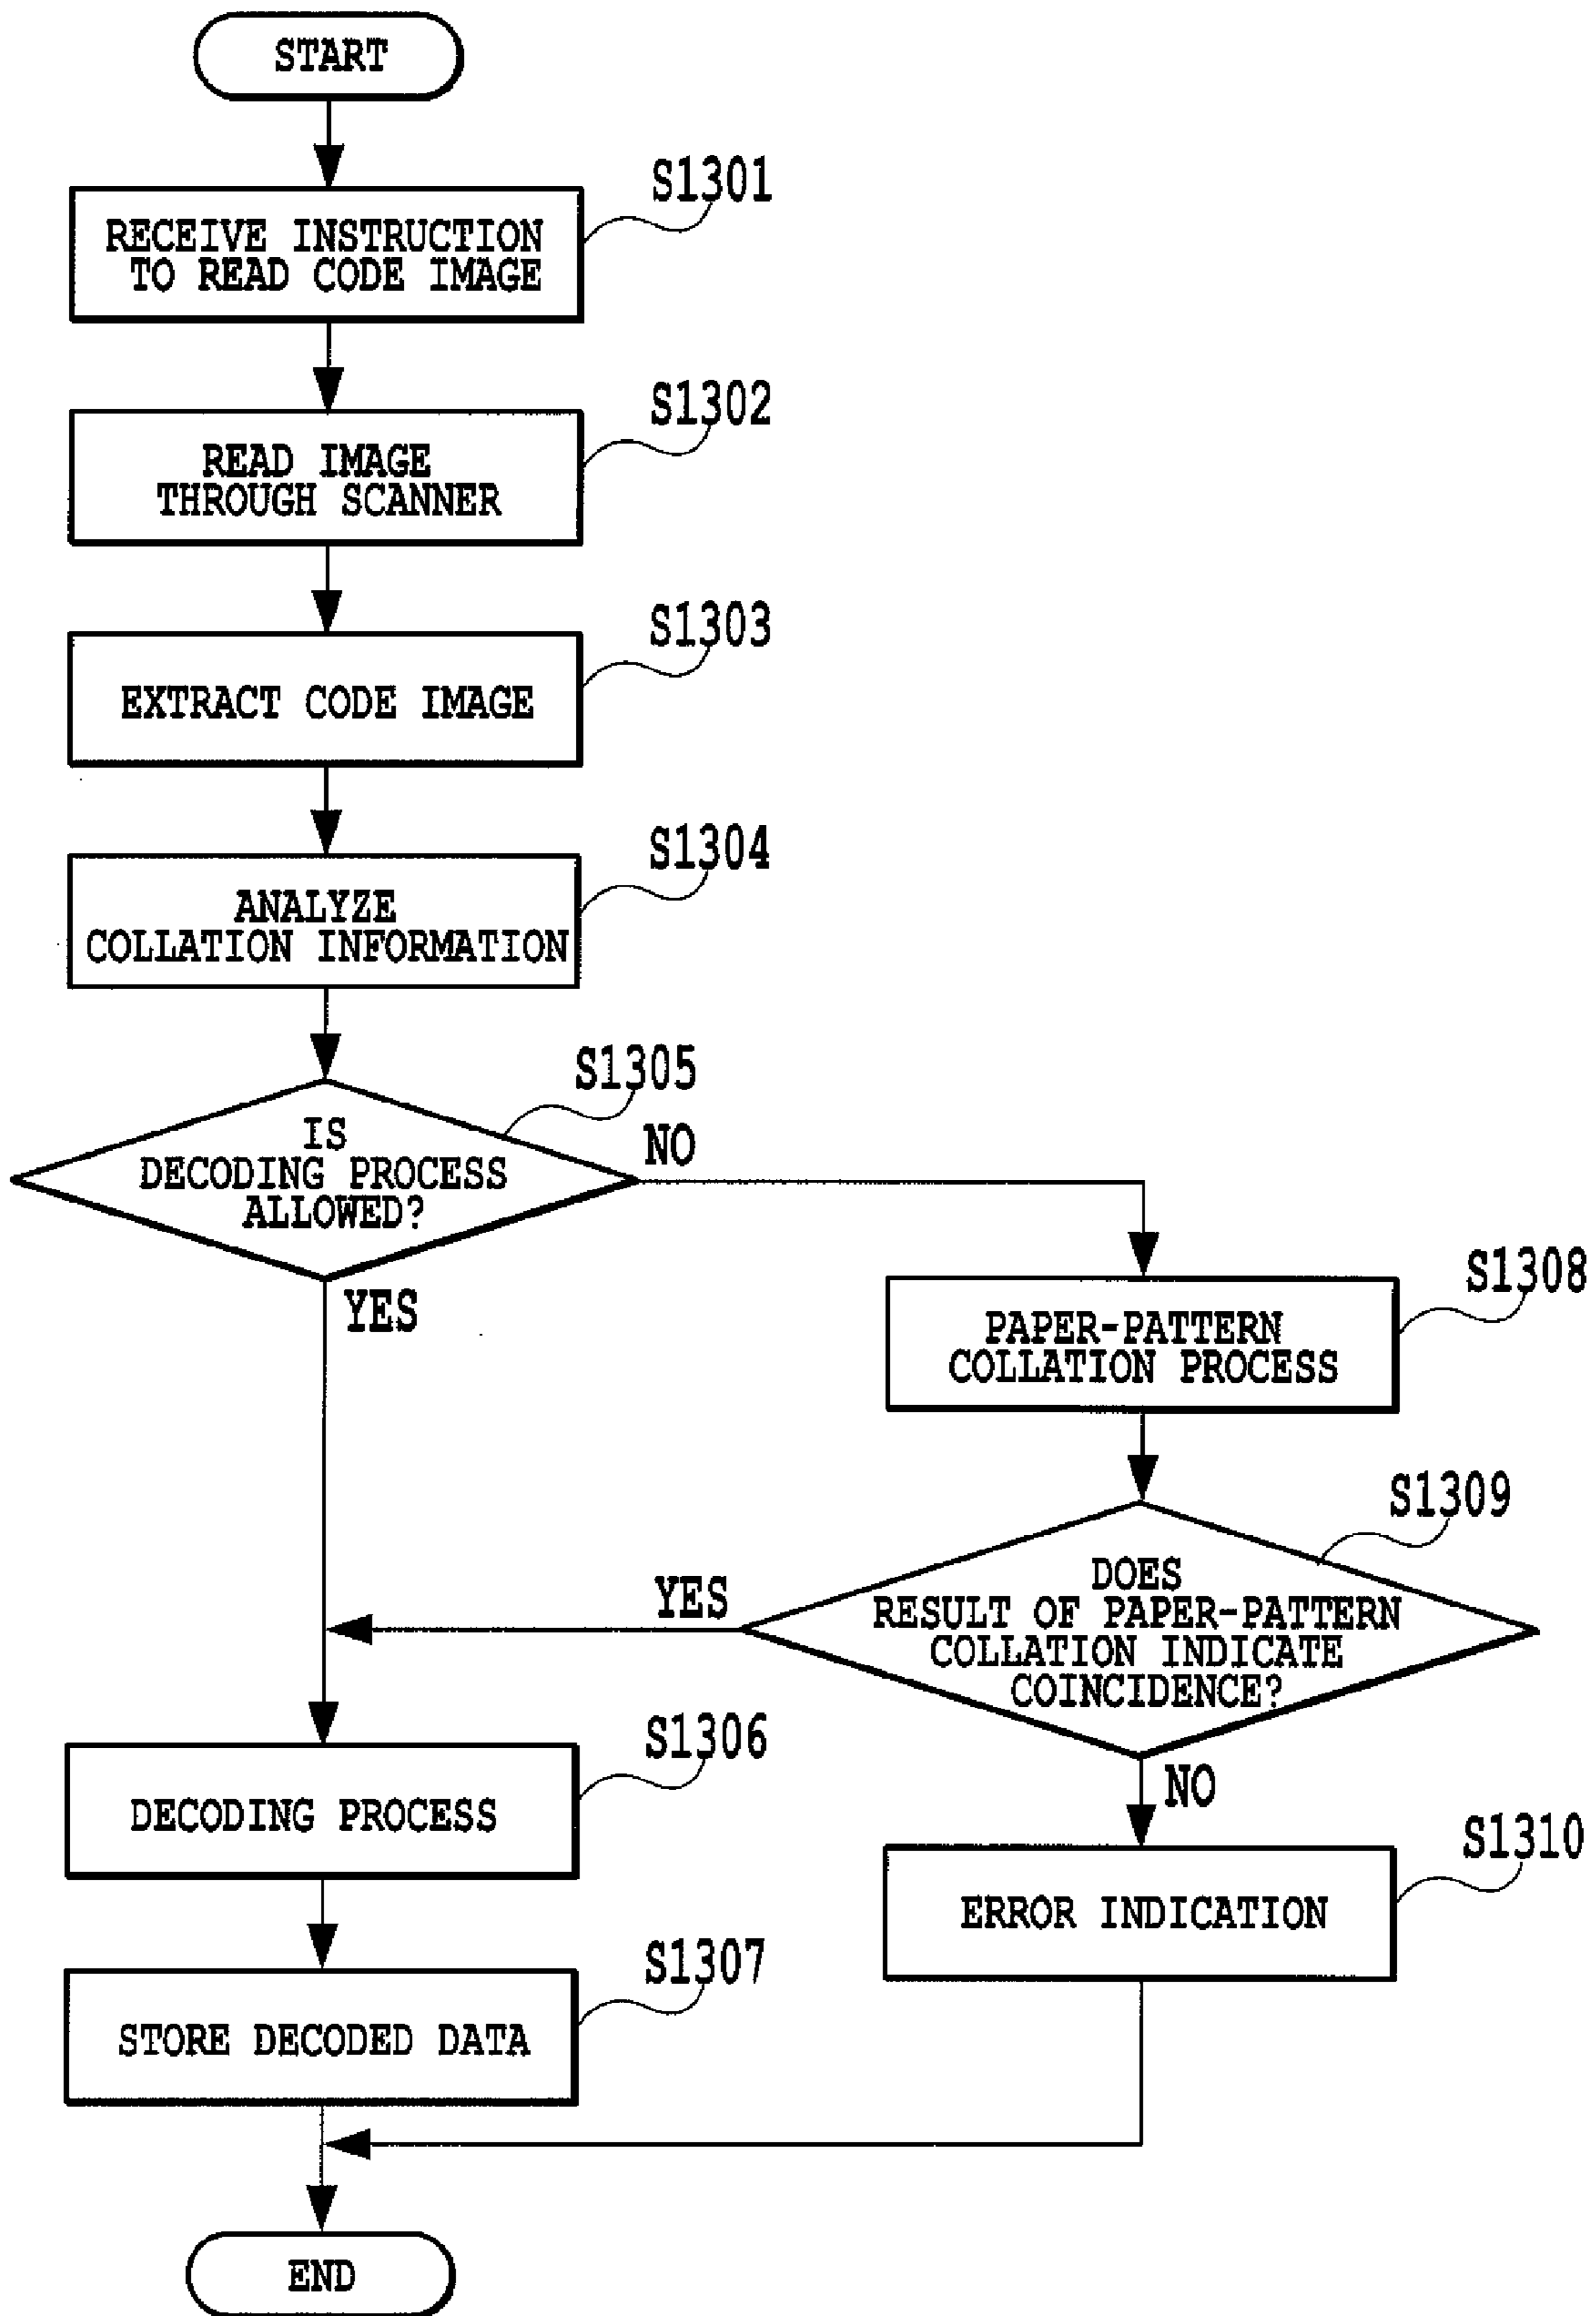 START
S1301
RECEIVE INSTRUCTION
TO READ CODE IMAGE
S1302
READ IMAGE
THROUGH SCANNER
S1303
EXTRACT CODE IMAGE
S1304
ANALYZE
COLLATION INFORMATION
S1305
IS
DECODING PROCESS
ALLOWED?
NO
YES
S1308
PAPER-PATTERN
COLLATION PROCESS
S1309
DOES
RESULT OF PAPER-PATTERN
COLLATION INDICATE
COINCIDENCE?
YES
NO
S1306
DECODING PROCESS
S1310
ERROR INDICATION
S1307
STORE DECODED DATA
END